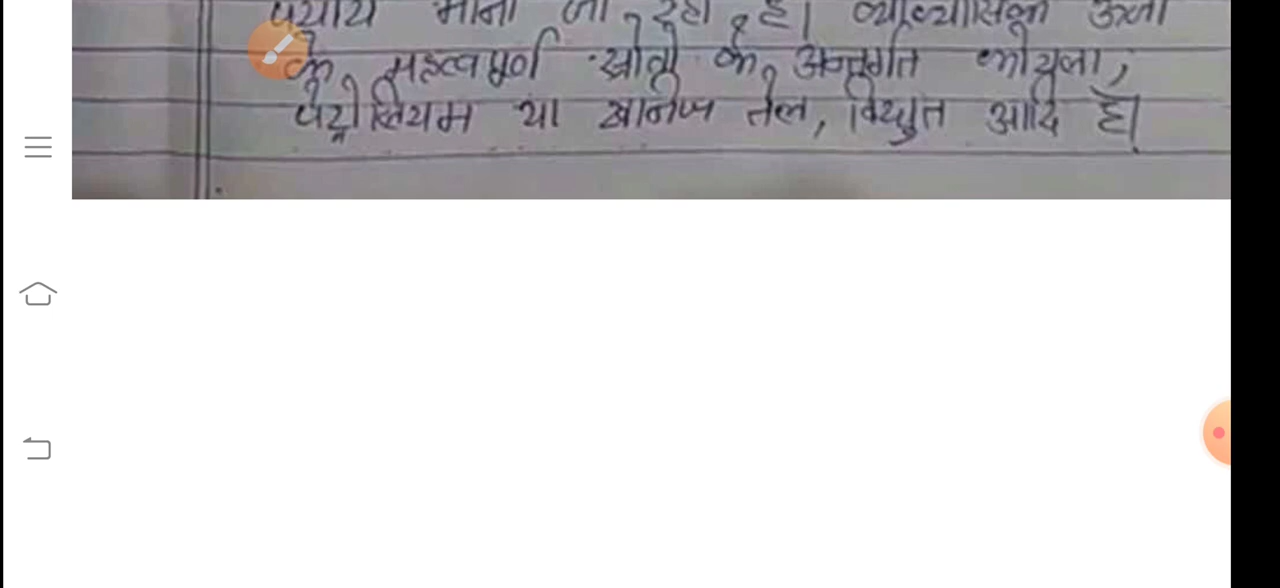 पर्याय माना जा रहा है। व्यावसायिक ऊर्जा
के महत्वपूर्ण स्रोतों के अन्तर्गत कोयला,
पेट्रोलियम या खनिज तेल, विद्युत आदि हैं।